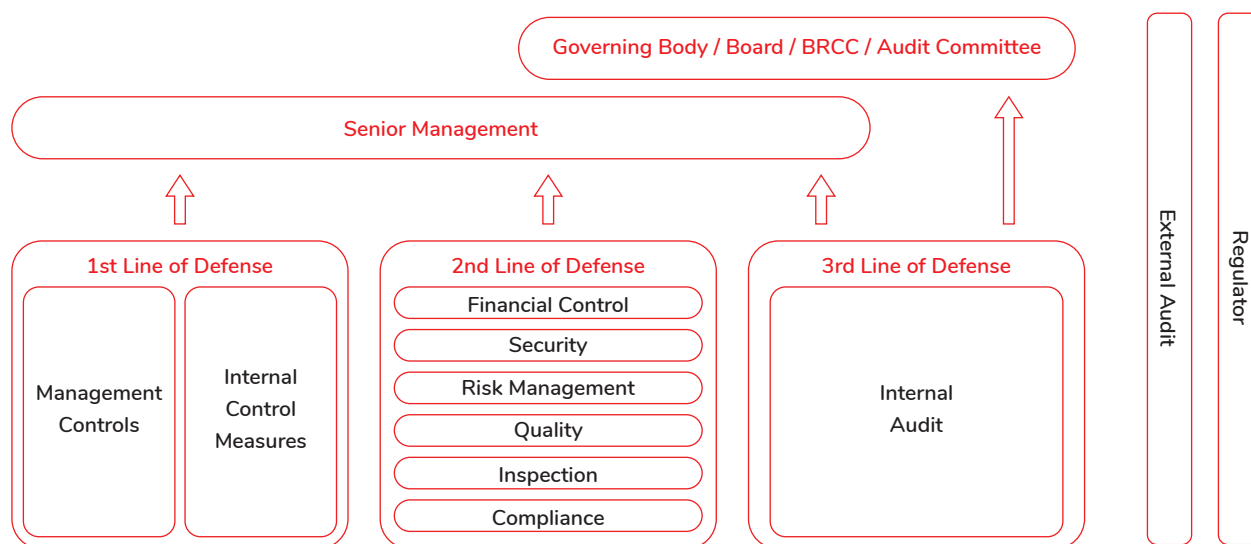 Governing Body / Board / BRCC / Audit Committee
Senior Management
1st Line of Defense
Management
Controls
Internal
Control
Measures
2nd Line of Defense
Financial Control
Security
Risk Management
Quality
Inspection
Compliance
3rd Line of Defense
Internal
Audit
External Audit
Regulator